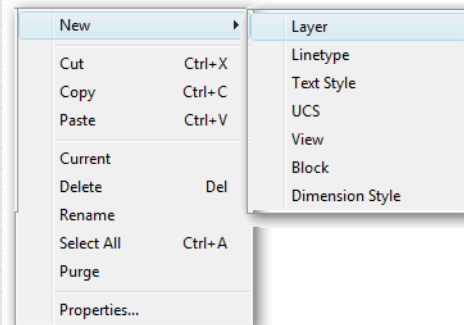 New
Cut Ctrl+X
Copy Ctrl+C
Paste Ctrl+V
Current
Delete Del
Rename
Select All Ctrl+A
Purge
Properties...
Layer
Linetype
Text Style
UCS
View
Block
Dimension Style